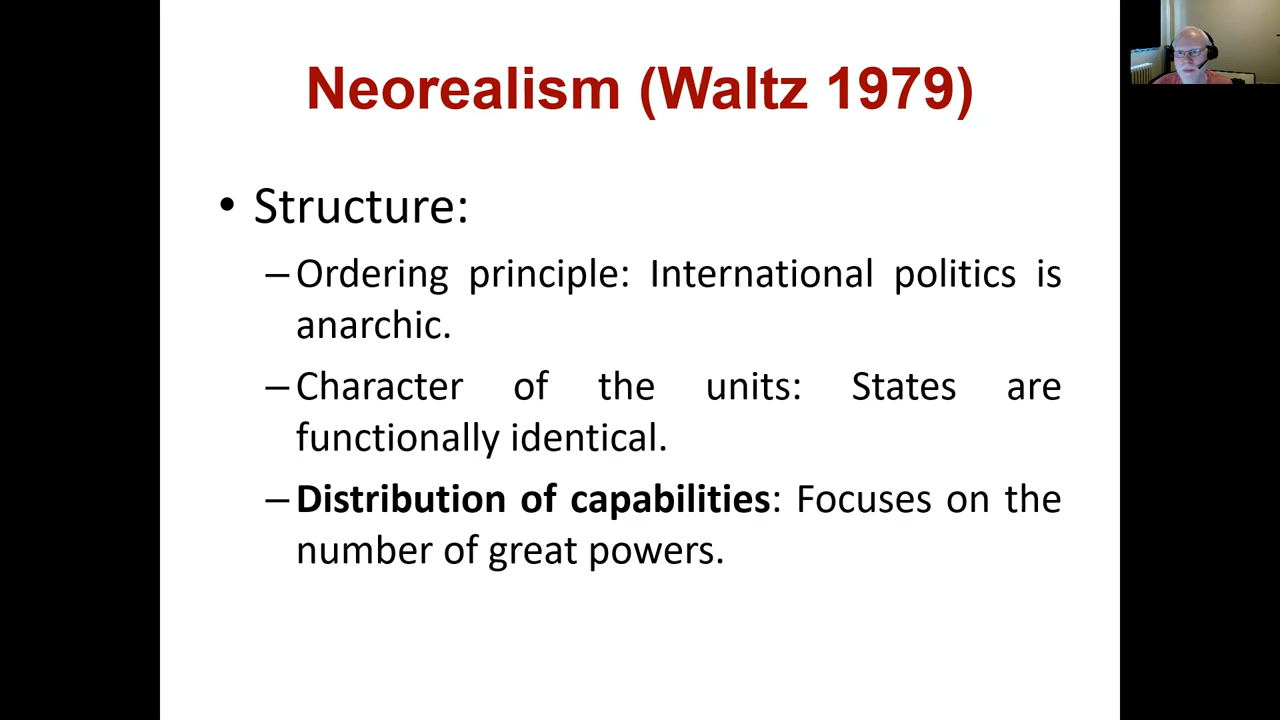 Neorealism (Waltz 1979)
• Structure:
– Ordering principle: International politics is
anarchic.
– Character of the units: States are
functionally identical.
– Distribution of capabilities: Focuses on the
number of great powers.